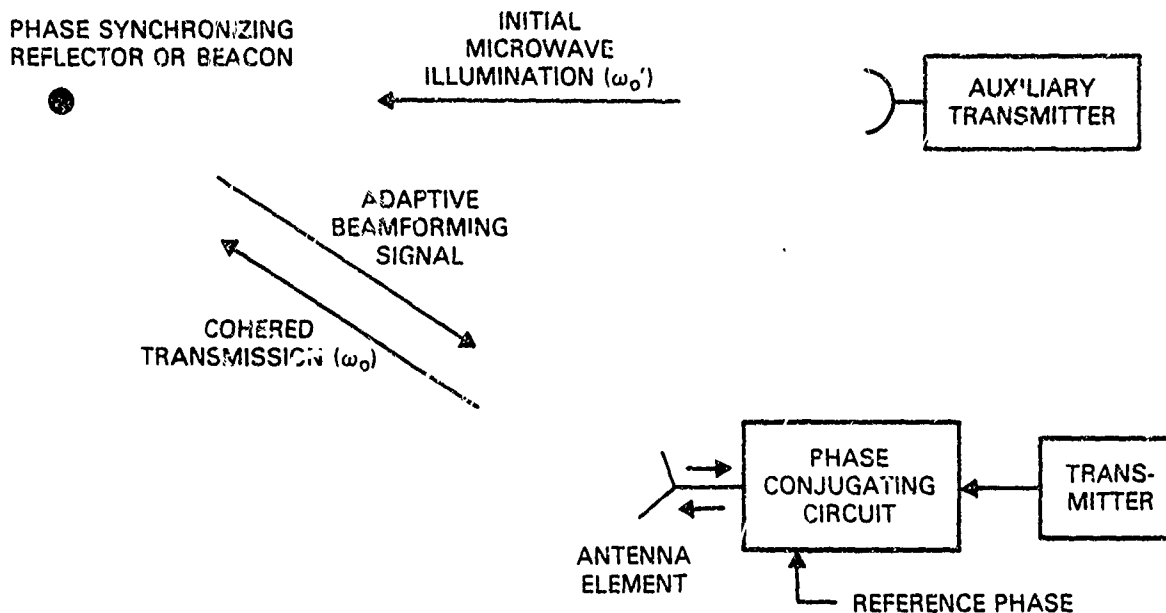 PHASE SYNCHRONIZING
REFLECTOR OR BEACON
INITIAL
MICROWAVE
ILLUMINATION (ω₀')
AUXILIARY
TRANSMITTER
ADAPTIVE
BEAMFORMING
SIGNAL
COHERED
TRANSMISSION (ω₀)
PHASE
CONJUGATING
CIRCUIT
TRANS-
MITTER
ANTENNA
ELEMENT
REFERENCE PHASE